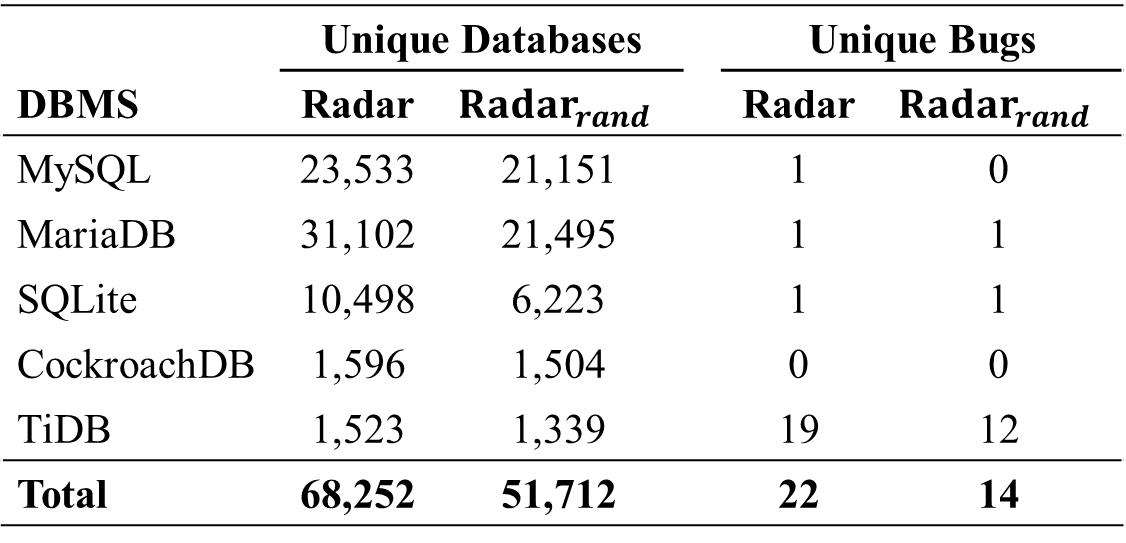 Unique Databases Unique Bugs
DBMS Radar Radar_rand Radar Radar_rand
MySQL 23,533 21,151 1 0
MariaDB 31,102 21,495 1 1
SQLite 10,498 6,223 1 1
CockroachDB 1,596 1,504 0 0
TiDB 1,523 1,339 19 12
Total 68,252 51,712 22 14